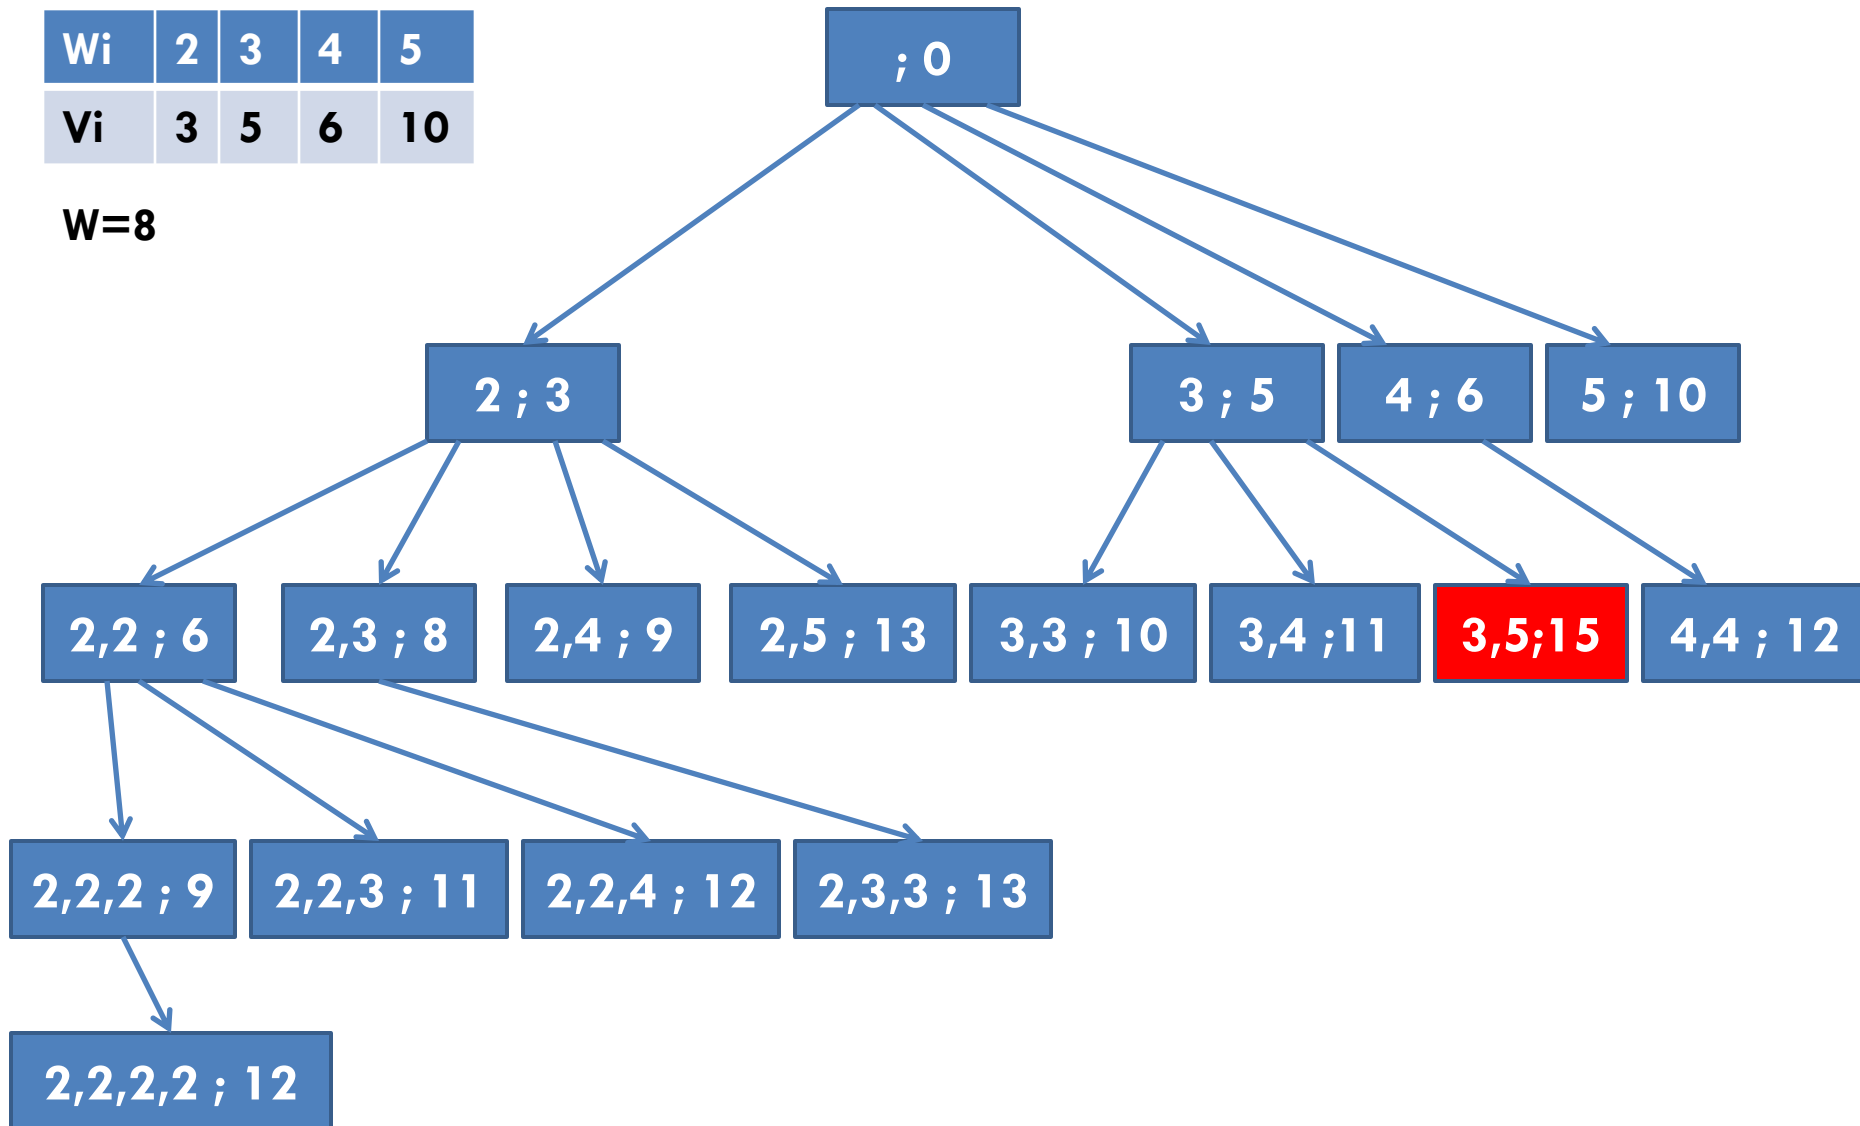 Wi 2 3 4 5
Vi 3 5 6 10
W=8
; 0
2 ; 3
3 ; 5
4 ; 6
5 ; 10
2,2 ; 6
2,3 ; 8
2,4 ; 9
2,5 ; 13
3,3 ; 10
3,4 ;11
3,5;15
4,4 ; 12
2,2,2 ; 9
2,2,3 ; 11
2,2,4 ; 12
2,3,3 ; 13
2,2,2,2 ; 12